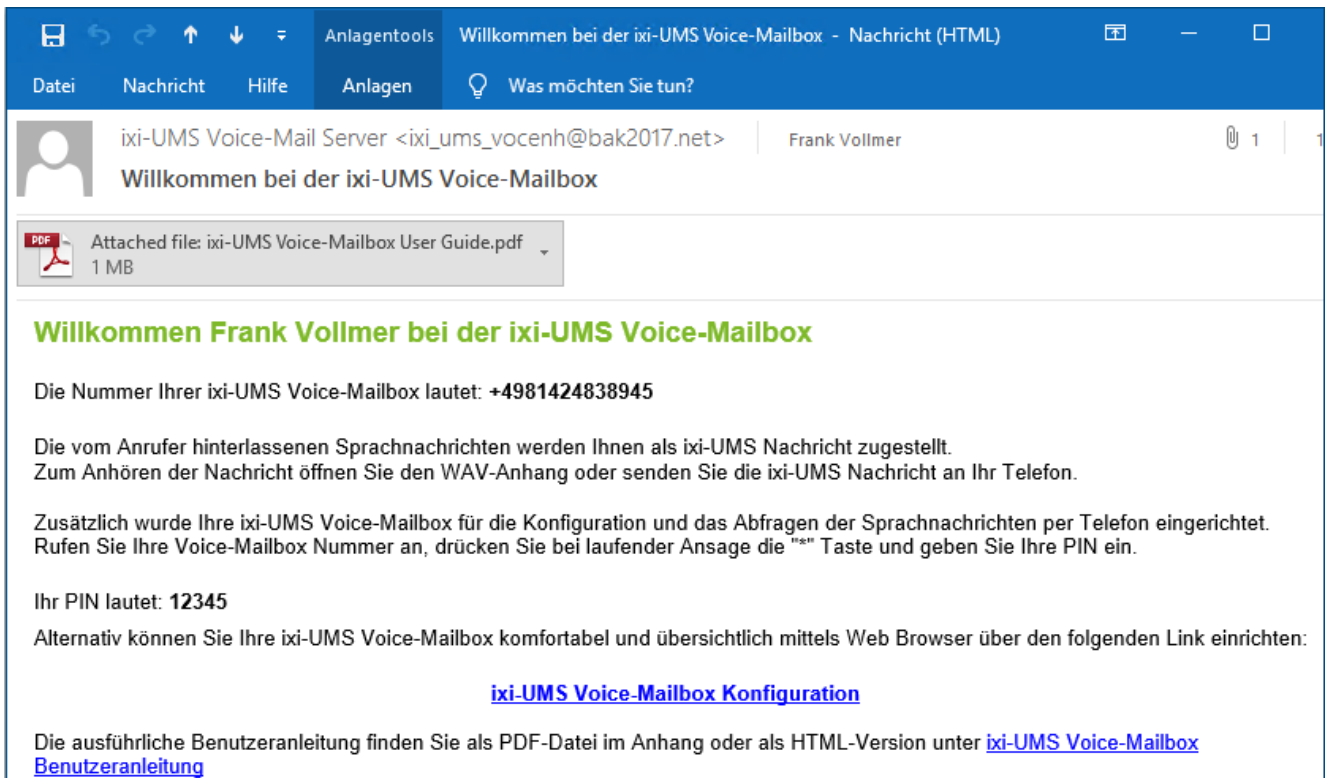 Anlagentools
Willkommen bei der ixi-UMS Voice-Mailbox - Nachricht (HTML)
Datei Nachricht Hilfe Anlagen Was möchten Sie tun?
ixi-UMS Voice-Mail Server <ixi_ums_vocenh@bak2017.net> Frank Vollmer 1
Willkommen bei der ixi-UMS Voice-Mailbox
PDF
Attached file: ixi-UMS Voice-Mailbox User Guide.pdf
1 MB
Willkommen Frank Vollmer bei der ixi-UMS Voice-Mailbox
Die Nummer Ihrer ixi-UMS Voice-Mailbox lautet: +4981424838945
Die vom Anrufer hinterlassenen Sprachnachrichten werden Ihnen als ixi-UMS Nachricht zugestellt.
Zum Anhören der Nachricht öffnen Sie den WAV-Anhang oder senden Sie die ixi-UMS Nachricht an Ihr Telefon.
Zusätzlich wurde Ihre ixi-UMS Voice-Mailbox für die Konfiguration und das Abfragen der Sprachnachrichten per Telefon eingerichtet.
Rufen Sie Ihre Voice-Mailbox Nummer an, drücken Sie bei laufender Ansage die "*" Taste und geben Sie Ihre PIN ein.
Ihr PIN lautet: 12345
Alternativ können Sie Ihre ixi-UMS Voice-Mailbox komfortabel und übersichtlich mittels Web Browser über den folgenden Link einrichten:
ixi-UMS Voice-Mailbox Konfiguration
Die ausführliche Benutzeranleitung finden Sie als PDF-Datei im Anhang oder als HTML-Version unter ixi-UMS Voice-Mailbox
Benutzeranleitung